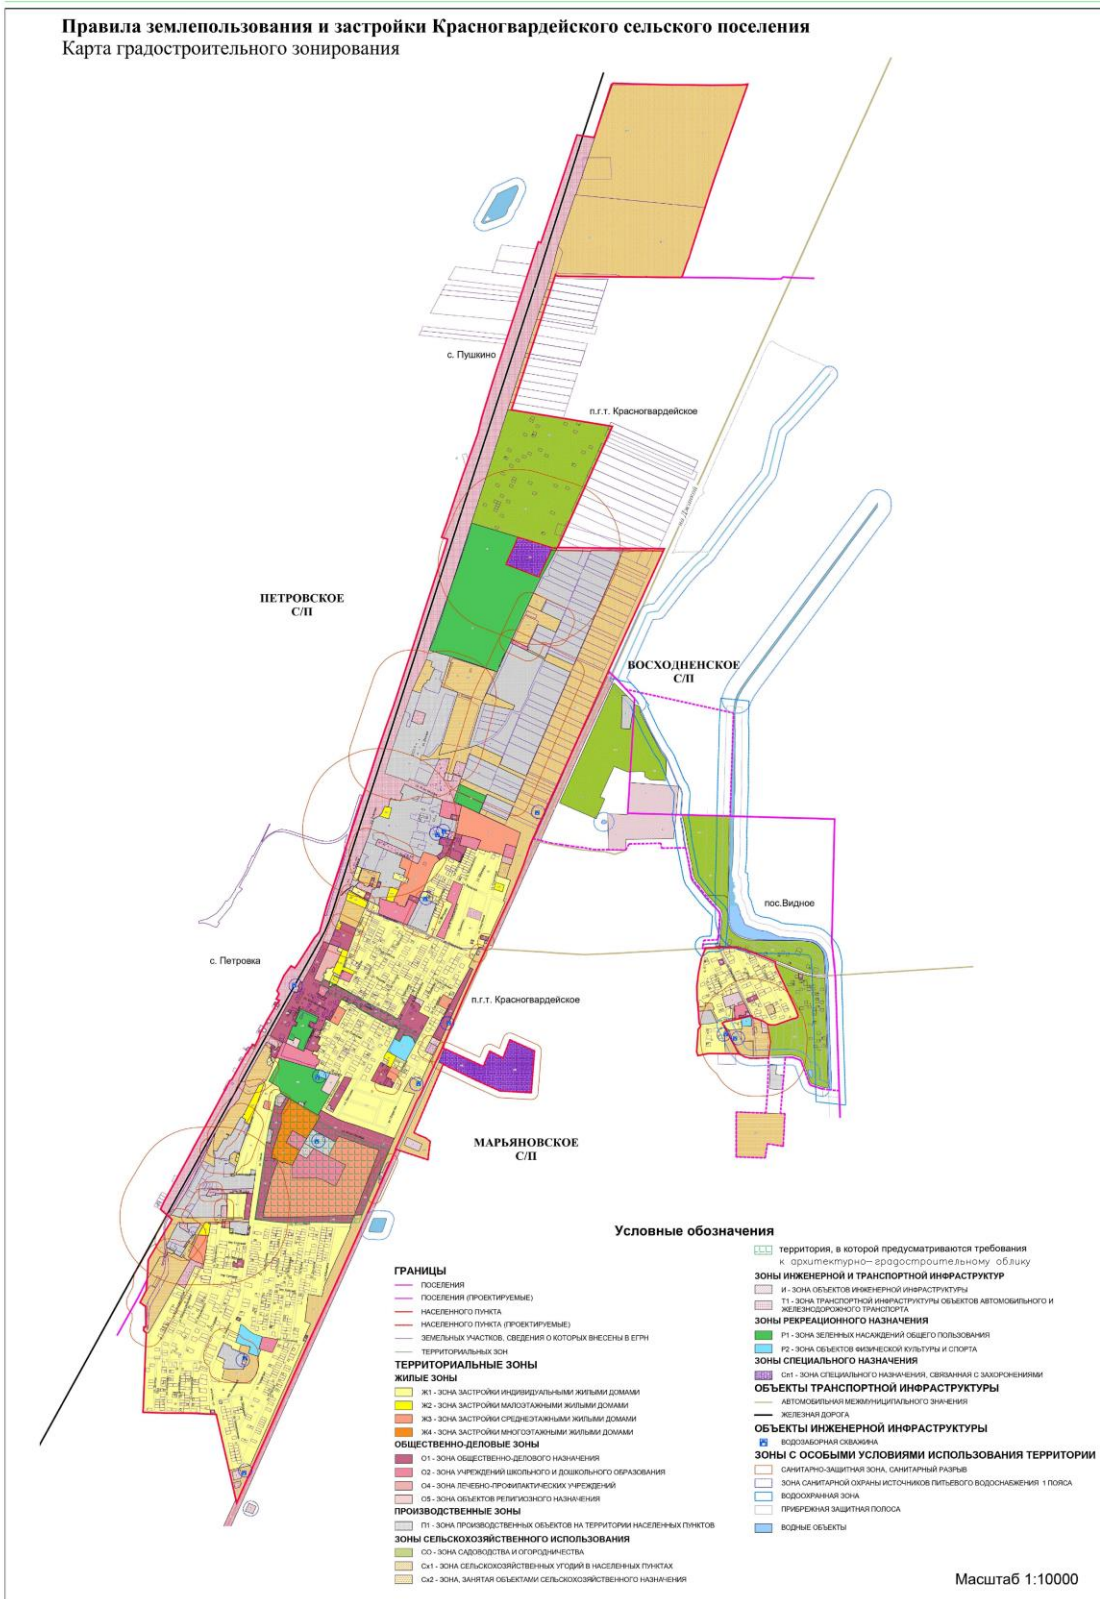 Правила землепользования и застройки Красногвардейского сельского поселения
Карта градостроительного зонирования
с. Пушкино
п.г.т. Красногвардейское
ПЕТРОВСКОЕ
С/П
ВОСХОДНЕНСКОЕ
С/П
пос.Видное
с. Петровка
п.г.т. Красногвардейское
МАРЬЯНОВСКОЕ
С/П
Условные обозначения
ГРАНИЦЫ
ПОСЕЛЕНИЯ
ПОСЕЛЕНИЯ (ПРОЕКТИРУЕМЫЕ)
НАСЕЛЕННОГО ПУНКТА
НАСЕЛЕННОГО ПУНКТА (ПРОЕКТИРУЕМЫЕ)
ЗЕМЕЛЬНЫХ УЧАСТКОВ, СВЕДЕНИЯ О КОТОРЫХ ВНЕСЕНЫ В ЕГРН
ТЕРРИТОРИАЛЬНЫХ ЗОН
ТЕРРИТОРИАЛЬНЫЕ ЗОНЫ
ЖИЛЫЕ ЗОНЫ
Ж1 - ЗОНА ЗАСТРОЙКИ ИНДИВИДУАЛЬНЫМИ ЖИЛЫМИ ДОМАМИ
Ж2 - ЗОНА ЗАСТРОЙКИ МАЛОЭТАЖНЫМИ ЖИЛЫМИ ДОМАМИ
Ж3 - ЗОНА ЗАСТРОЙКИ СРЕДНЕЭТАЖНЫМИ ЖИЛЫМИ ДОМАМИ
Ж4 - ЗОНА ЗАСТРОЙКИ МНОГОЭТАЖНЫМИ ЖИЛЫМИ ДОМАМИ
ОБЩЕСТВЕННО-ДЕЛОВЫЕ ЗОНЫ
О1 - ЗОНА ОБЩЕСТВЕННО-ДЕЛОВОГО НАЗНАЧЕНИЯ
О2 - ЗОНА УЧРЕЖДЕНИЙ ШКОЛЬНОГО И ДОШКОЛЬНОГО ОБРАЗОВАНИЯ
О4 - ЗОНА ЛЕЧЕБНО-ПРОФИЛАКТИЧЕСКИХ УЧРЕЖДЕНИЙ
О5 - ЗОНА ОБЪЕКТОВ РЕЛИГИОЗНОГО НАЗНАЧЕНИЯ
ПРОИЗВОДСТВЕННЫЕ ЗОНЫ
П1 - ЗОНА ПРОИЗВОДСТВЕННЫХ ОБЪЕКТОВ НА ТЕРРИТОРИИ НАСЕЛЕННЫХ ПУНКТОВ
ЗОНЫ СЕЛЬСКОХОЗЯЙСТВЕННОГО ИСПОЛЬЗОВАНИЯ
СО - ЗОНА САДОВОДСТВА И ОГОРОДНИЧЕСТВА
Сх1 - ЗОНА СЕЛЬСКОХОЗЯЙСТВЕННЫХ УГОДИЙ В НАСЕЛЕННЫХ ПУНКТАХ
Сх2 - ЗОНА, ЗАНЯТАЯ ОБЪЕКТАМИ СЕЛЬСКОХОЗЯЙСТВЕННОГО НАЗНАЧЕНИЯ
территория, в которой предусматриваются требования
к архитектурно-градостроительному облику
ЗОНЫ ИНЖЕНЕРНОЙ И ТРАНСПОРТНОЙ ИНФРАСТРУКТУР
И - ЗОНА ОБЪЕКТОВ ИНЖЕНЕРНОЙ ИНФРАСТРУКТУРЫ
Т1 - ЗОНА ТРАНСПОРТНОЙ ИНФРАСТРУКТУРЫ ОБЪЕКТОВ АВТОМОБИЛЬНОГО И
ЖЕЛЕЗНОДОРОЖНОГО ТРАНСПОРТА
ЗОНЫ РЕКРЕАЦИОННОГО НАЗНАЧЕНИЯ
Р1 - ЗОНА ЗЕЛЕННЫХ НАСАЖДЕНИЙ ОБЩЕГО ПОЛЬЗОВАНИЯ
Р2 - ЗОНА ОБЪЕКТОВ ФИЗИЧЕСКОЙ КУЛЬТУРЫ И СПОРТА
ЗОНЫ СПЕЦИАЛЬНОГО НАЗНАЧЕНИЯ
Сп1 - ЗОНА СПЕЦИАЛЬНОГО НАЗНАЧЕНИЯ, СВЯЗАННАЯ С ЗАХОРОНЕНИЯМИ
ОБЪЕКТЫ ТРАНСПОРТНОЙ ИНФРАСТРУКТУРЫ
АВТОМОБИЛЬНАЯ МЕЖМУНИЦИПАЛЬНОГО ЗНАЧЕНИЯ
ЖЕЛЕЗНАЯ ДОРОГА
ОБЪЕКТЫ ИНЖЕНЕРНОЙ ИНФРАСТРУКТУРЫ
ВОДОЗАБОРНАЯ СКВАЖИНА
ЗОНЫ С ОСОБЫМИ УСЛОВИЯМИ ИСПОЛЬЗОВАНИЯ ТЕРРИТОРИИ
САНИТАРНО-ЗАЩИТНАЯ ЗОНА, САНИТАРНЫЙ РАЗРЫВ
ЗОНА САНИТАРНОЙ ОХРАНЫ ИСТОЧНИКОВ ПИТЬЕВОГО ВОДОСНАБЖЕНИЯ 1 ПОЯСА
ВОДООХРАННАЯ ЗОНА
ПРИБРЕЖНАЯ ЗАЩИТНАЯ ПОЛОСА
ВОДНЫЕ ОБЪЕКТЫ
Масштаб 1:10000